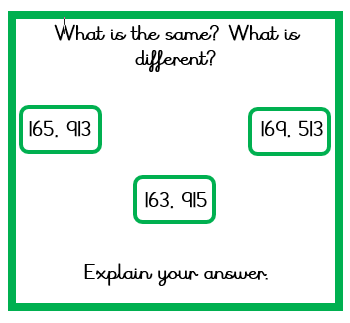 What is the same? What is
different?
165, 913
169, 513
163, 915
Explain your answer.